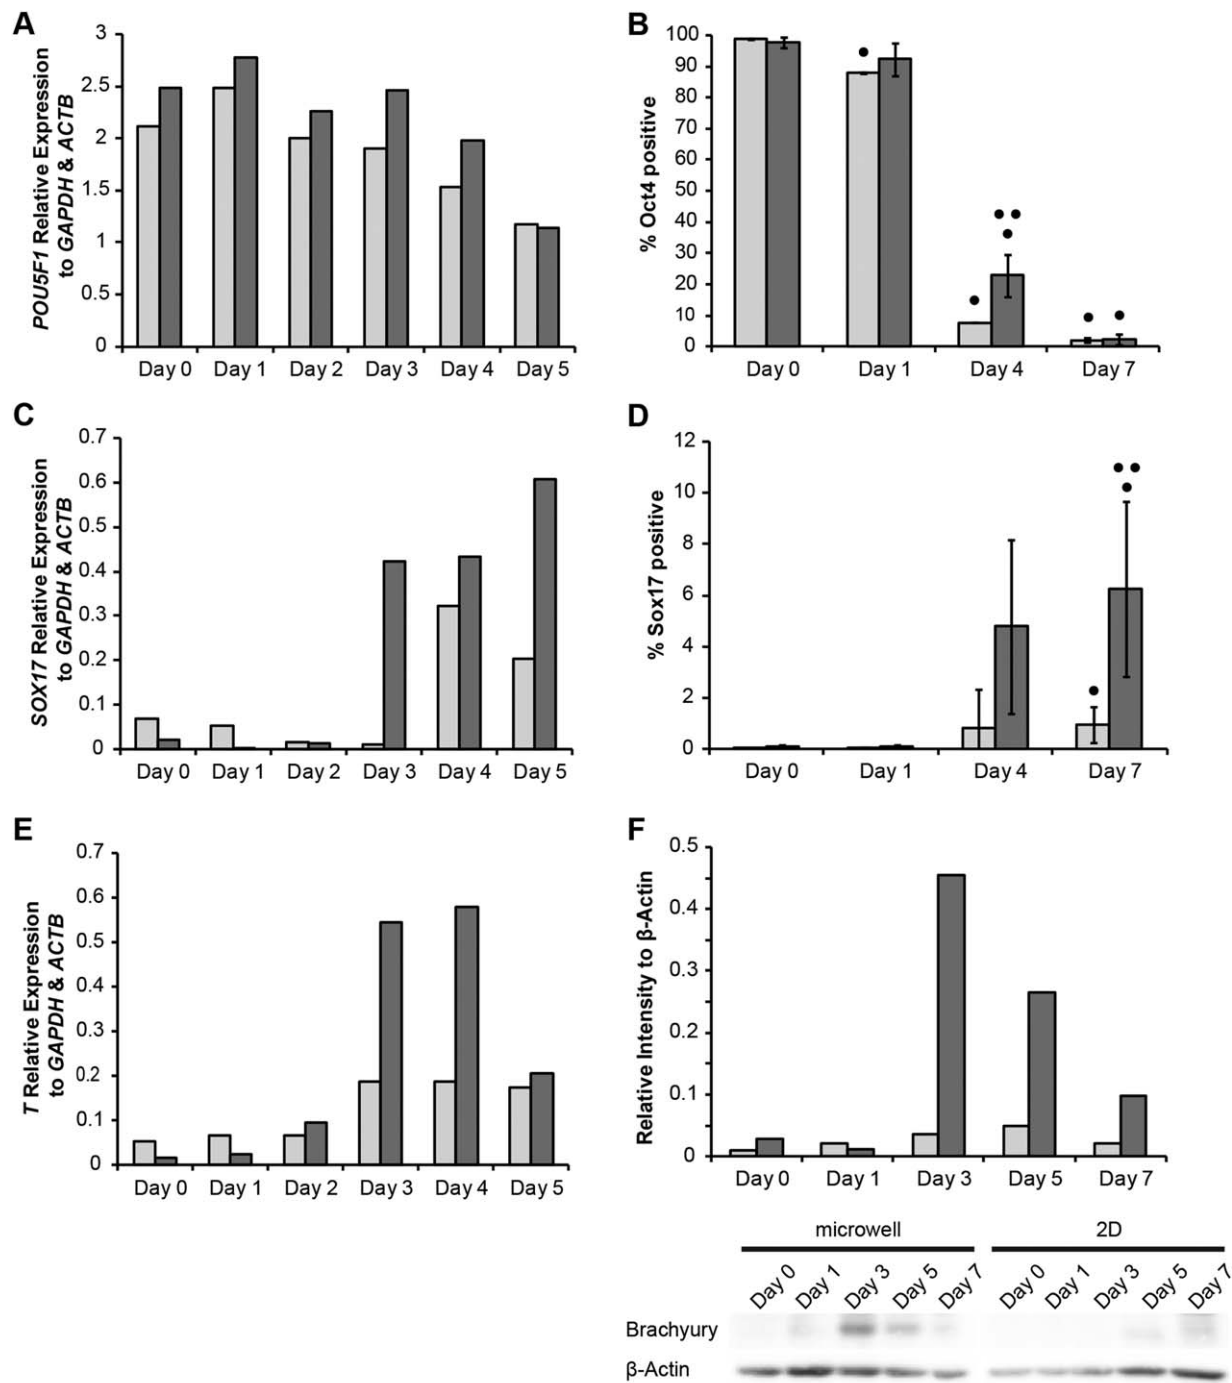 A
POU5F1 Relative Expression
to GAPDH & ACTB
3
2.5
2
1.5
1
0.5
0
Day 0 Day 1 Day 2 Day 3 Day 4 Day 5
B
% Oct4 positive
100
90
80
70
60
50
40
30
20
10
0
Day 0 Day 1 Day 4 Day 7
C
SOX17 Relative Expression
to GAPDH & ACTB
0.7
0.6
0.5
0.4
0.3
0.2
0.1
0
Day 0 Day 1 Day 2 Day 3 Day 4 Day 5
D
% Sox17 positive
12
10
8
6
4
2
0
Day 0 Day 1 Day 4 Day 7
E
T Relative Expression
to GAPDH & ACTB
0.7
0.6
0.5
0.4
0.3
0.2
0.1
0
Day 0 Day 1 Day 2 Day 3 Day 4 Day 5
F
Relative Intensity to β-Actin
0.5
0.4
0.3
0.2
0.1
0
Day 0 Day 1 Day 3 Day 5 Day 7
microwell 2D
Day 0 Day 1 Day 3 Day 5 Day 7 Day 0 Day 1 Day 3 Day 5 Day 7
Brachyury
β-Actin